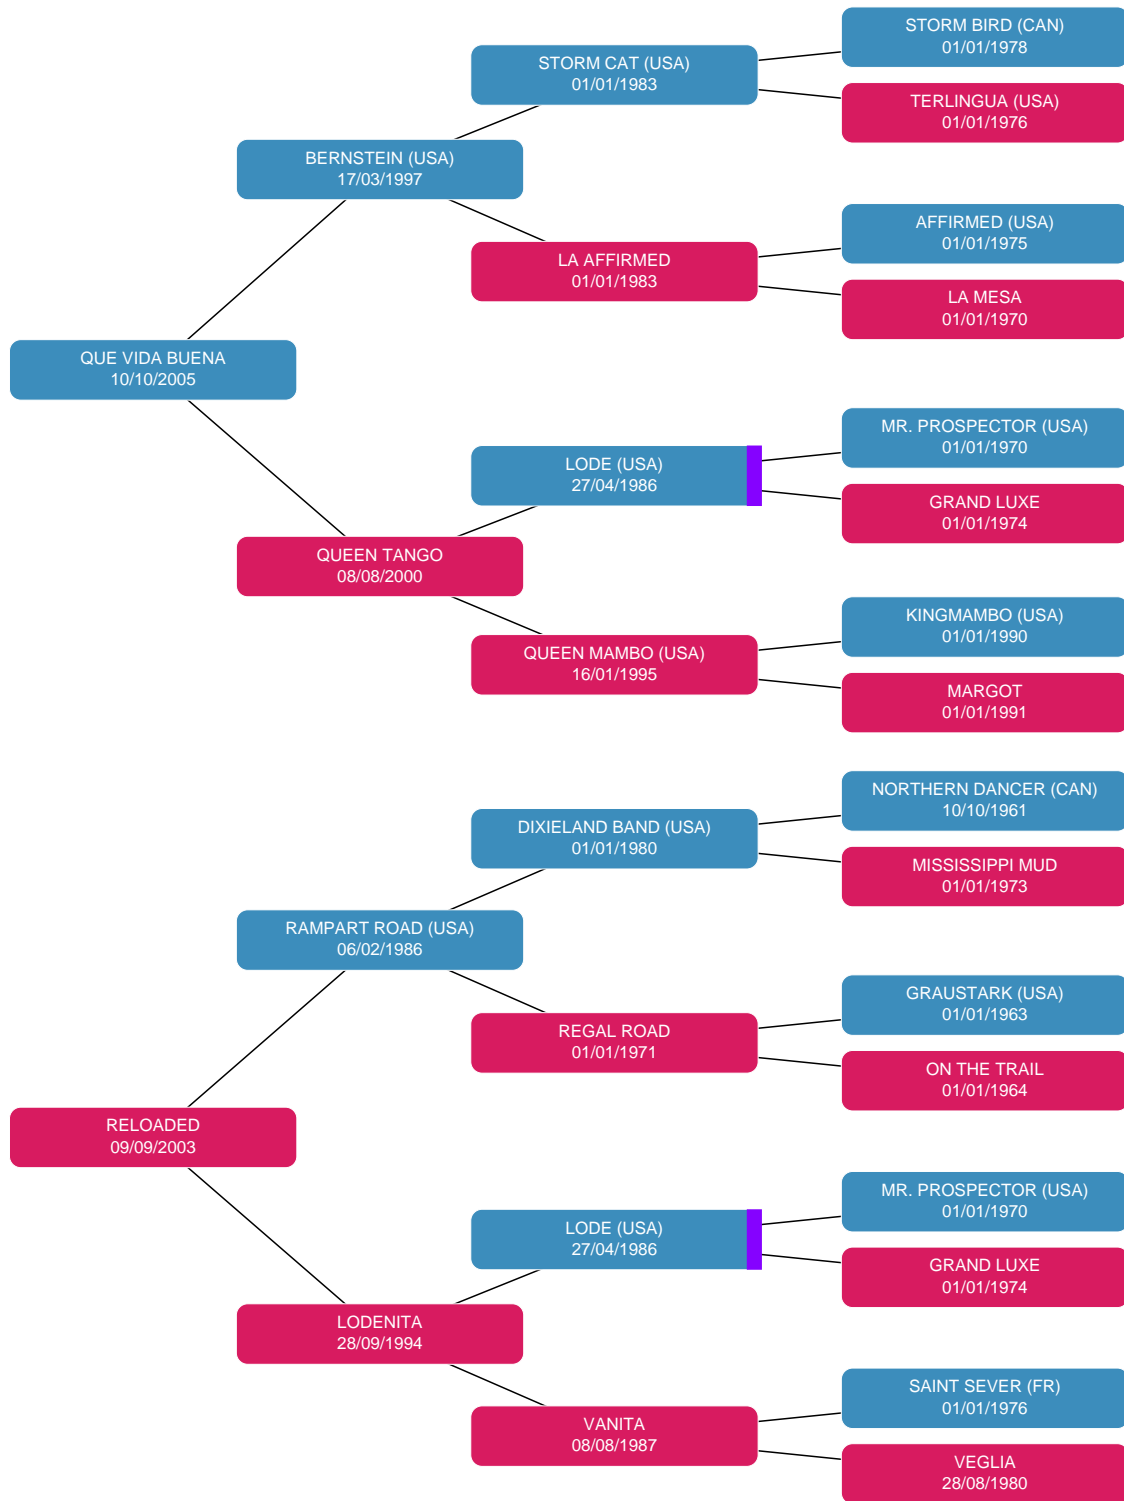 STORM BIRD (CAN)
01/01/1978
STORM CAT (USA)
01/01/1983
TERLINGUA (USA)
01/01/1976
BERNSTEIN (USA)
17/03/1997
AFFIRMED (USA)
01/01/1975
LA AFFIRMED
01/01/1983
LA MESA
01/01/1970
QUE VIDA BUENA
10/10/2005
MR. PROSPECTOR (USA)
01/01/1970
LODE (USA)
27/04/1986
GRAND LUXE
01/01/1974
QUEEN TANGO
08/08/2000
KINGMAMBO (USA)
01/01/1990
QUEEN MAMBO (USA)
16/01/1995
MARGOT
01/01/1991
NORTHERN DANCER (CAN)
10/10/1961
DIXIELAND BAND (USA)
01/01/1980
MISSISSIPPI MUD
01/01/1973
RAMPART ROAD (USA)
06/02/1986
GRAUSTARK (USA)
01/01/1963
REGAL ROAD
01/01/1971
ON THE TRAIL
01/01/1964
RELOADED
09/09/2003
MR. PROSPECTOR (USA)
01/01/1970
LODE (USA)
27/04/1986
GRAND LUXE
01/01/1974
LODENITA
28/09/1994
SAINT SEVER (FR)
01/01/1976
VANITA
08/08/1987
VEGLIA
28/08/1980